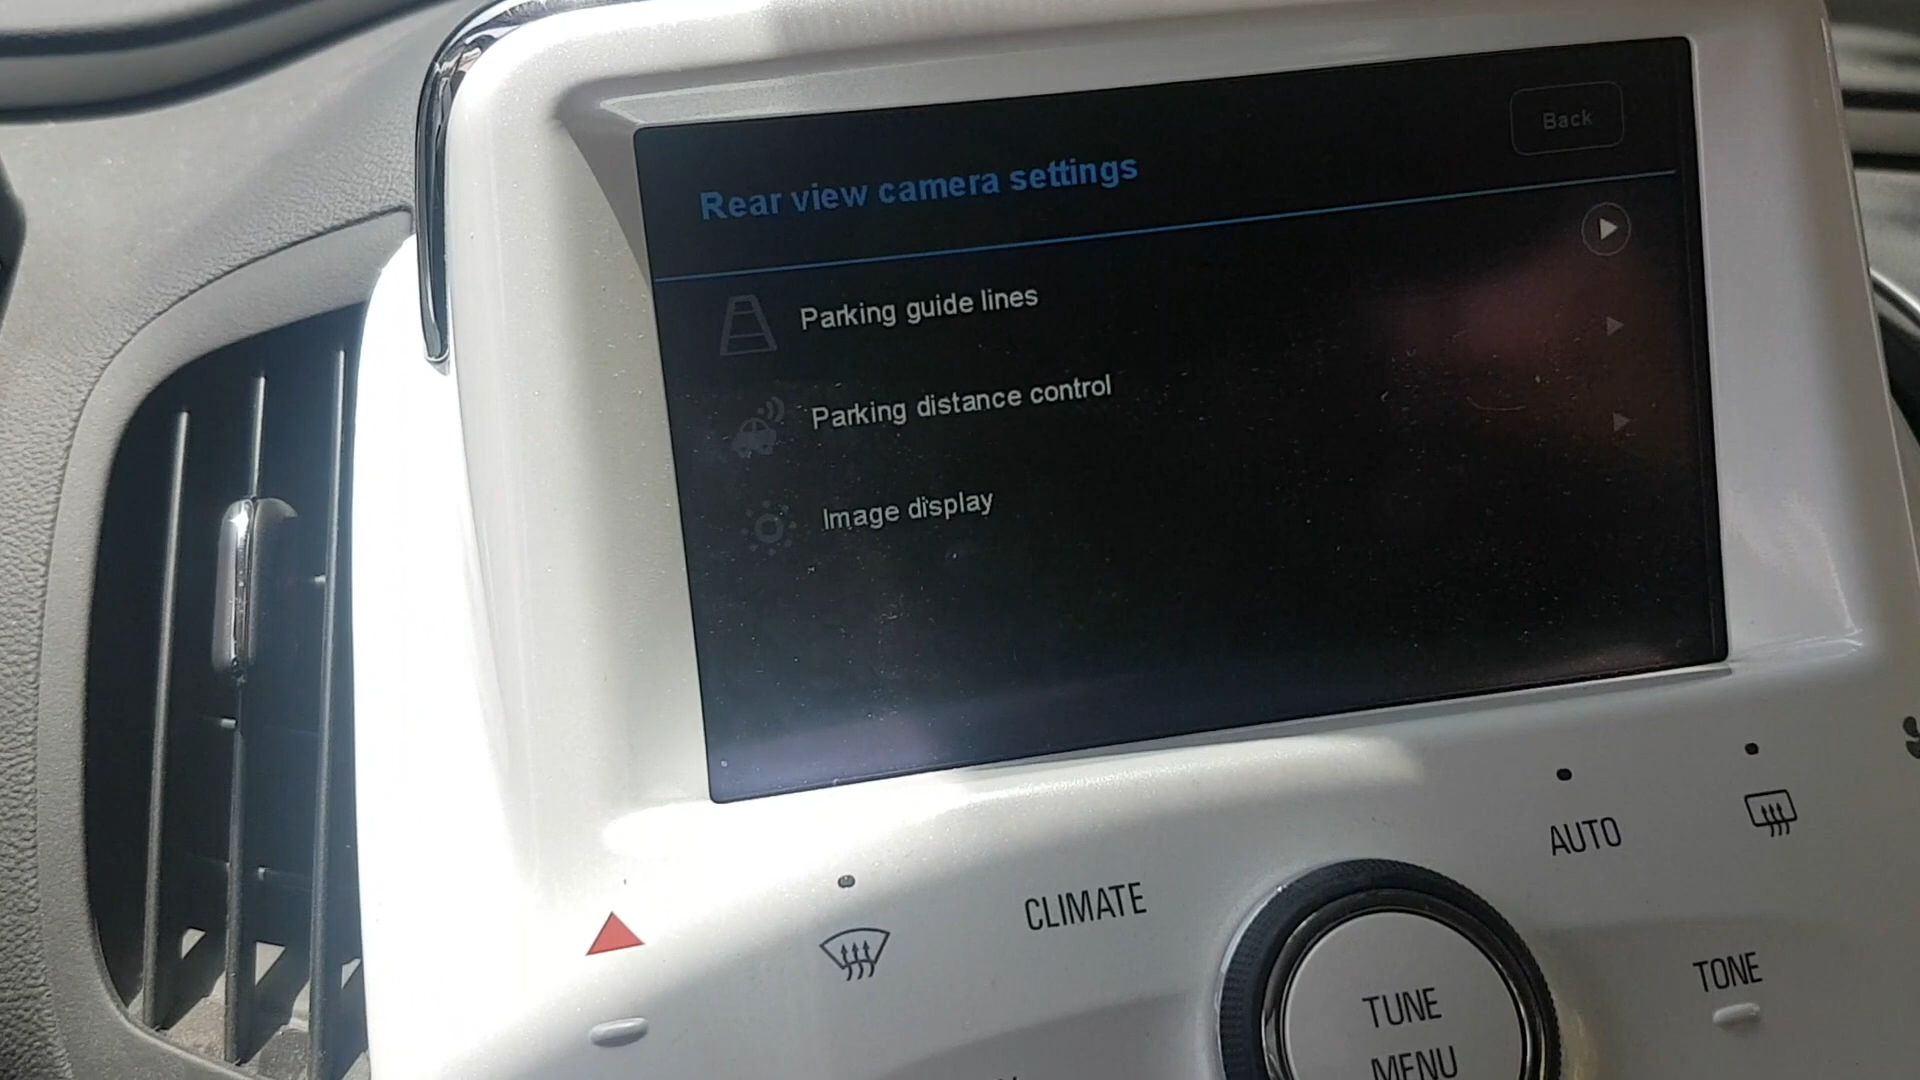 Back
Rear view camera settings
Parking guide lines
Parking distance control
Image display
AUTO
CLIMATE
TONE
TUNE
MENU